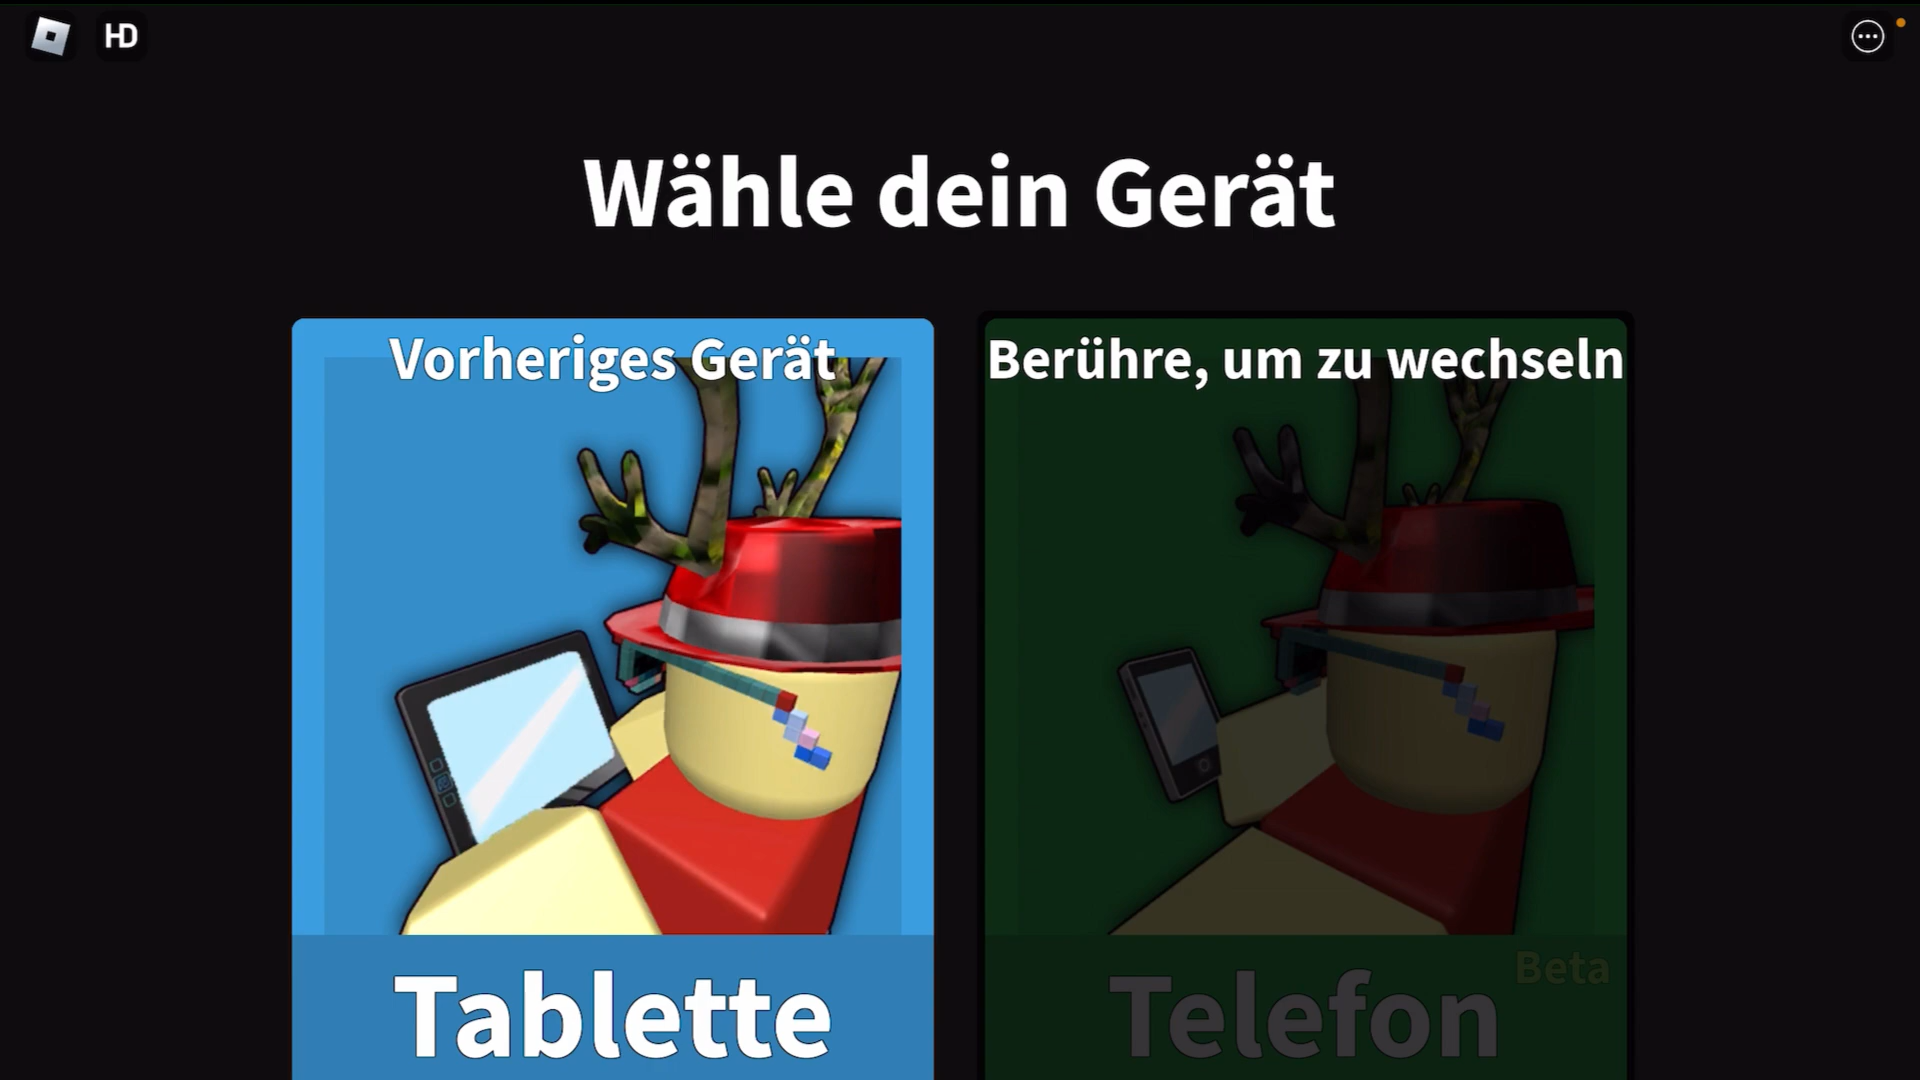 HD
Wähle dein Gerät
Vorheriges Gerät
Berühre, um zu wechseln
Tablette
Beta
Telefon